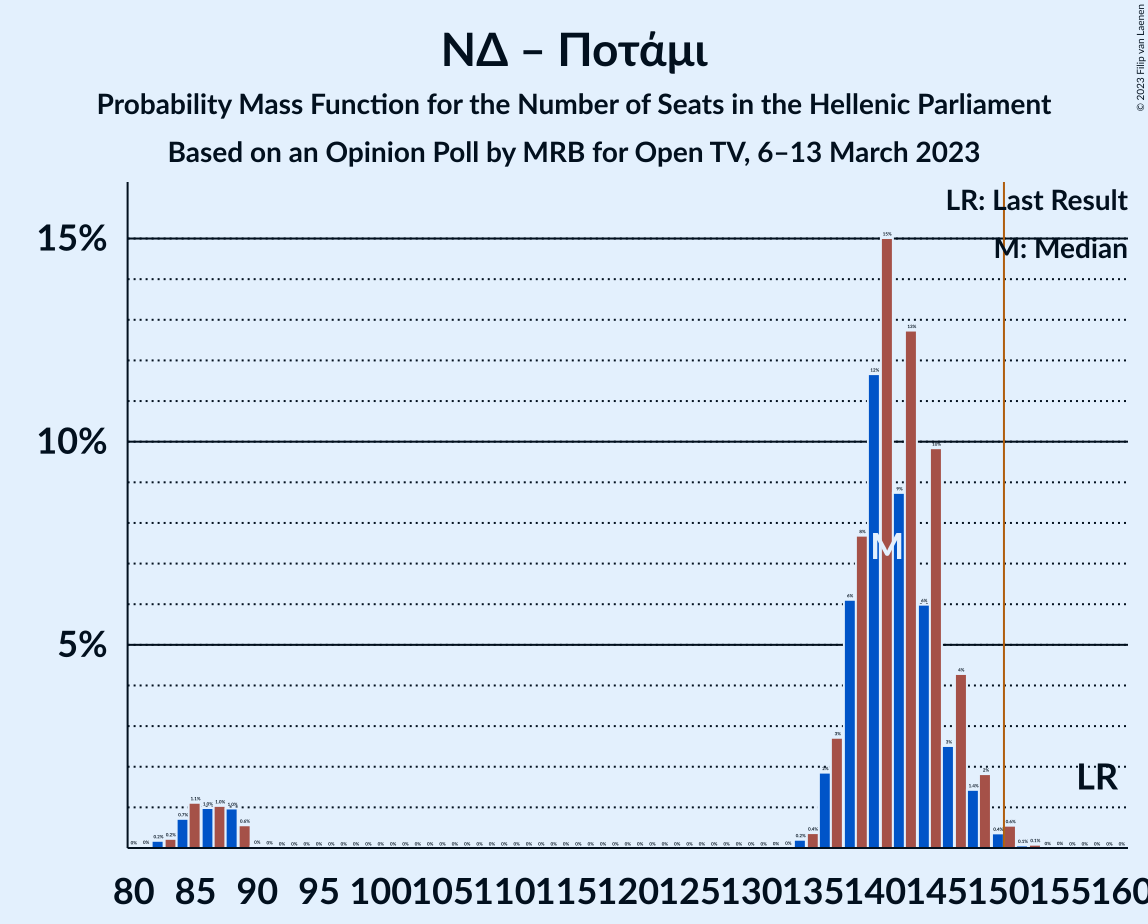 © 2023 Filip van Laenen
ΝΔ – Ποτάμι
Probability Mass Function for the Number of Seats in the Hellenic Parliament
Based on an Opinion Poll by MRB for Open TV, 6–13 March 2023
LR: Last Result
M: Median
15%
10%
5%
M
LR
80 85 90 95 100 105 110 115 120 125 130 135 140 145 150 155 160